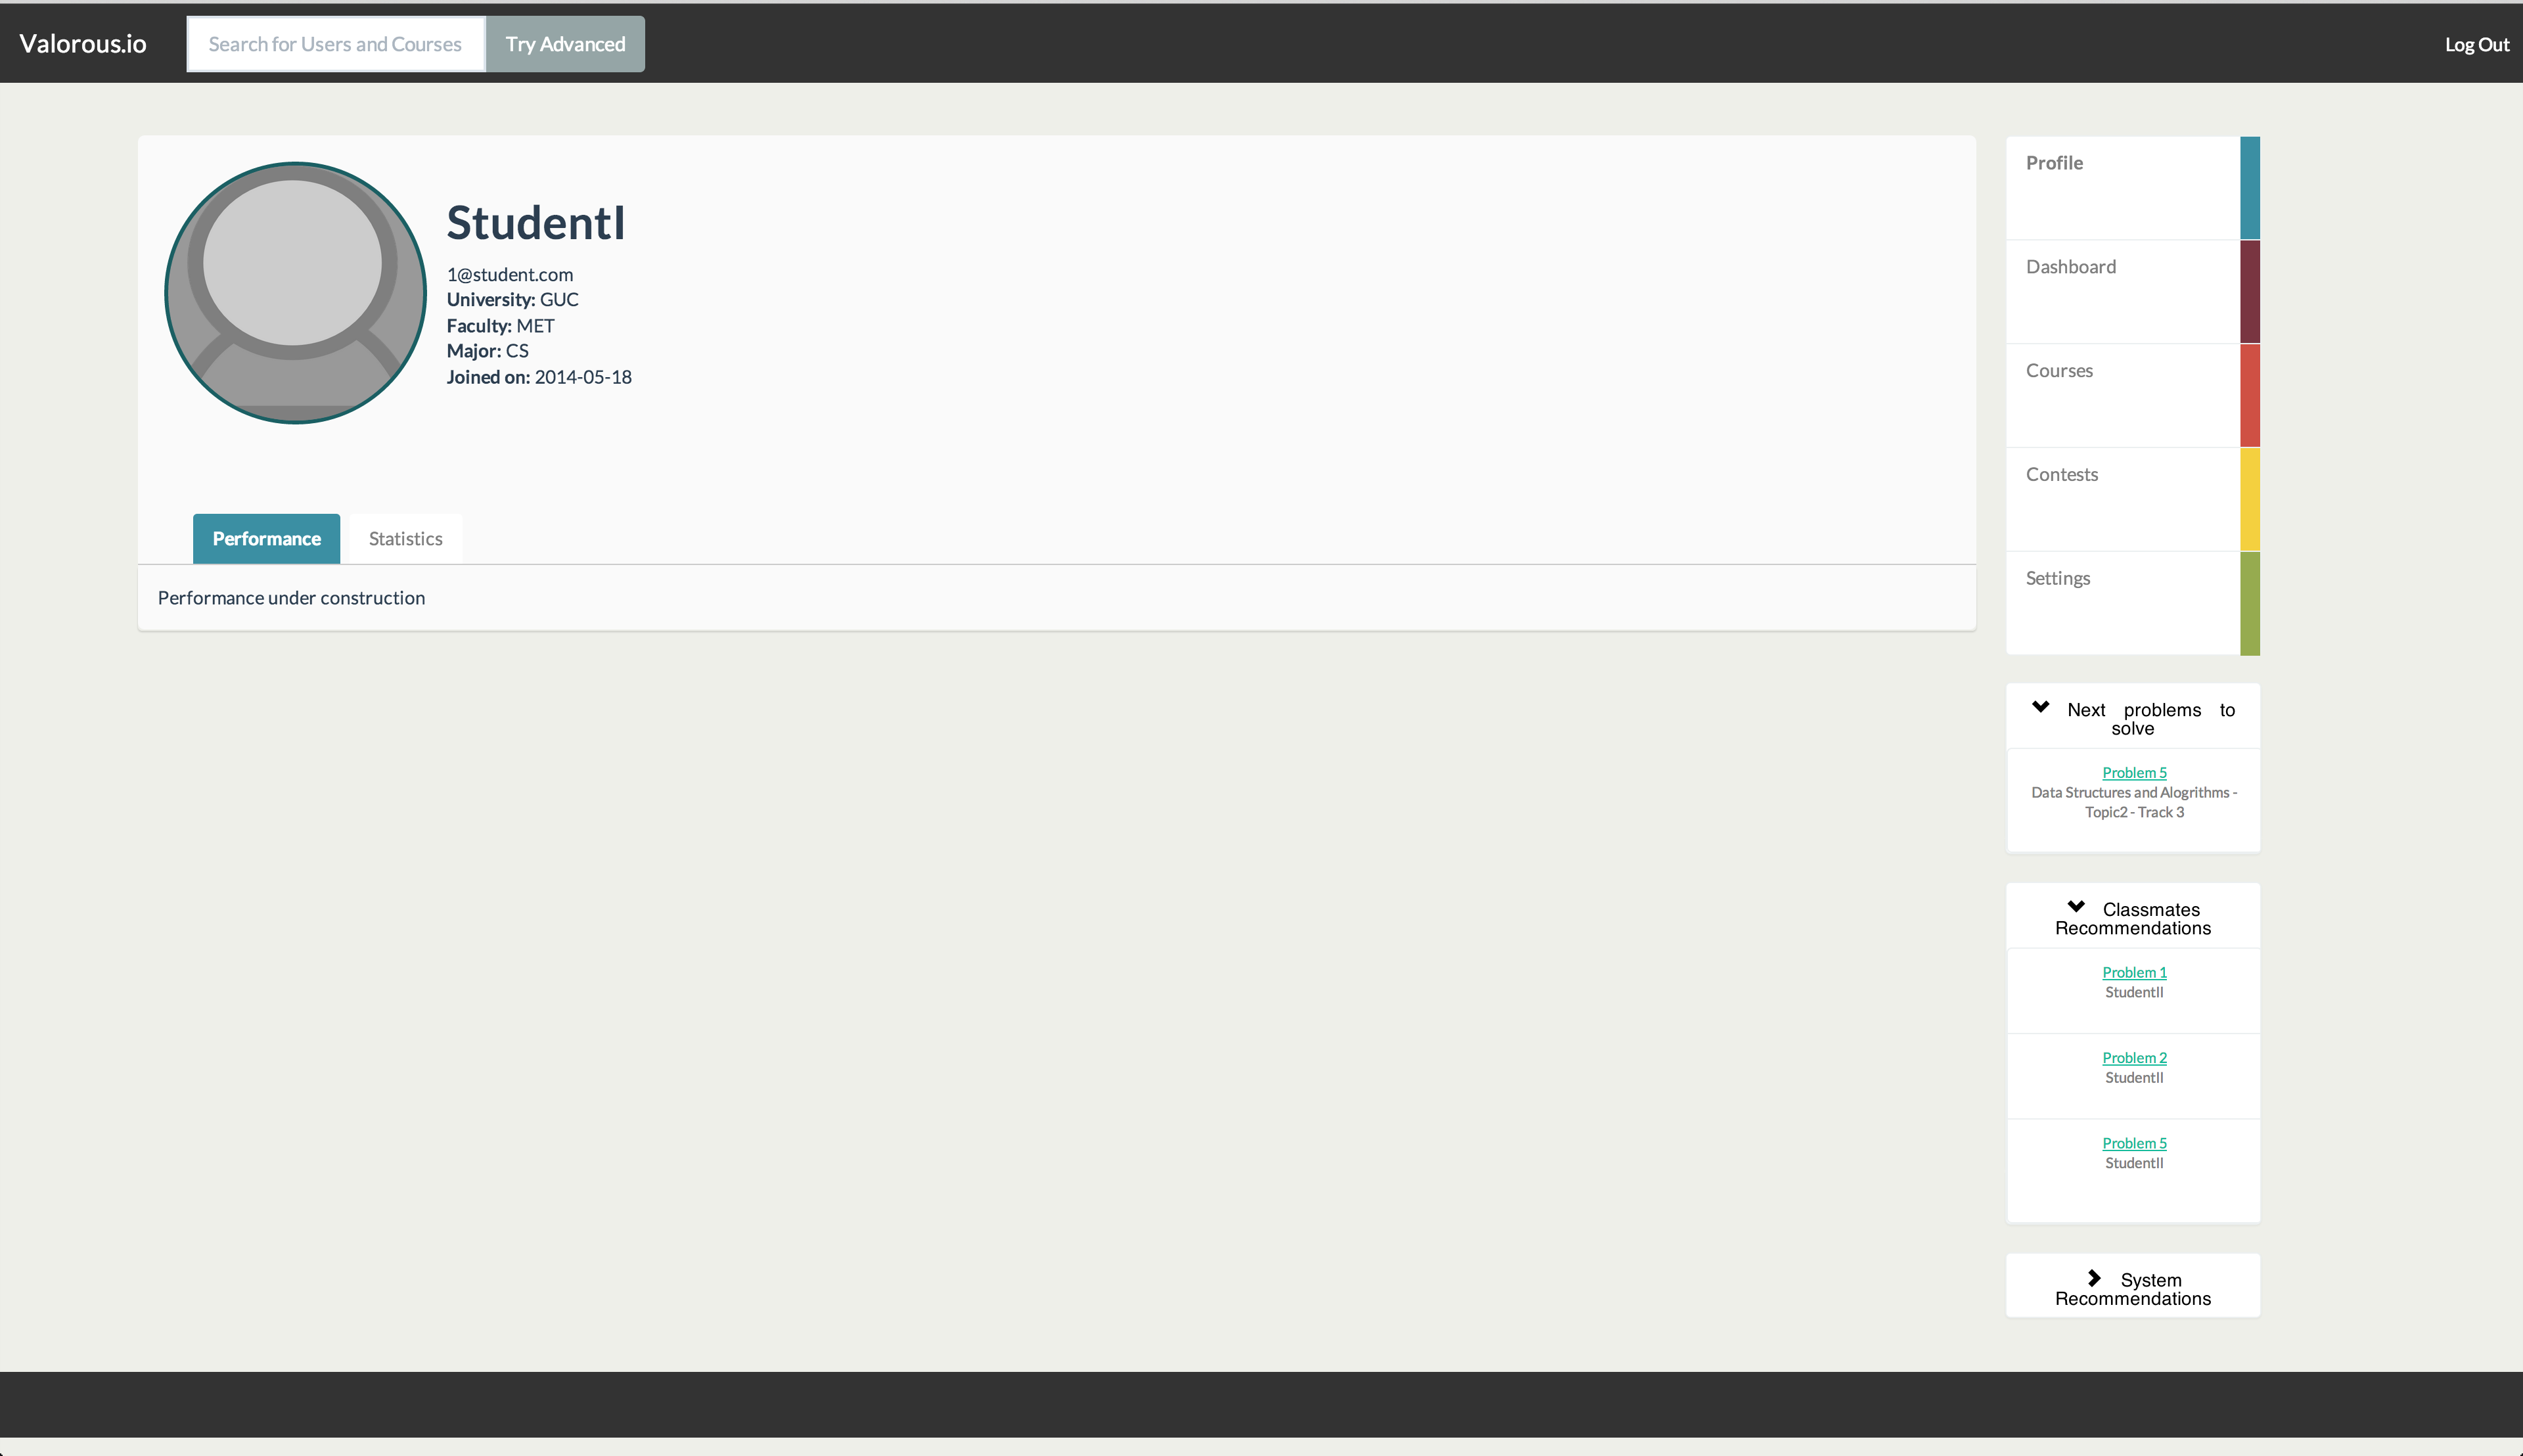 Valorous.io
Search for Users and Courses
Try Advanced
Log Out
StudentI
1@student.com
University: GUC
Faculty: MET
Major: CS
Joined on: 2014-05-18
Performance
Statistics
Performance under construction
Profile
Dashboard
Courses
Contests
Settings
Next problems to
solve
Problem 5
Data Structures and Alogrithms -
Topic2 - Track 3
Classmates
Recommendations
Problem 1
StudentII
Problem 2
StudentII
Problem 5
StudentII
System
Recommendations